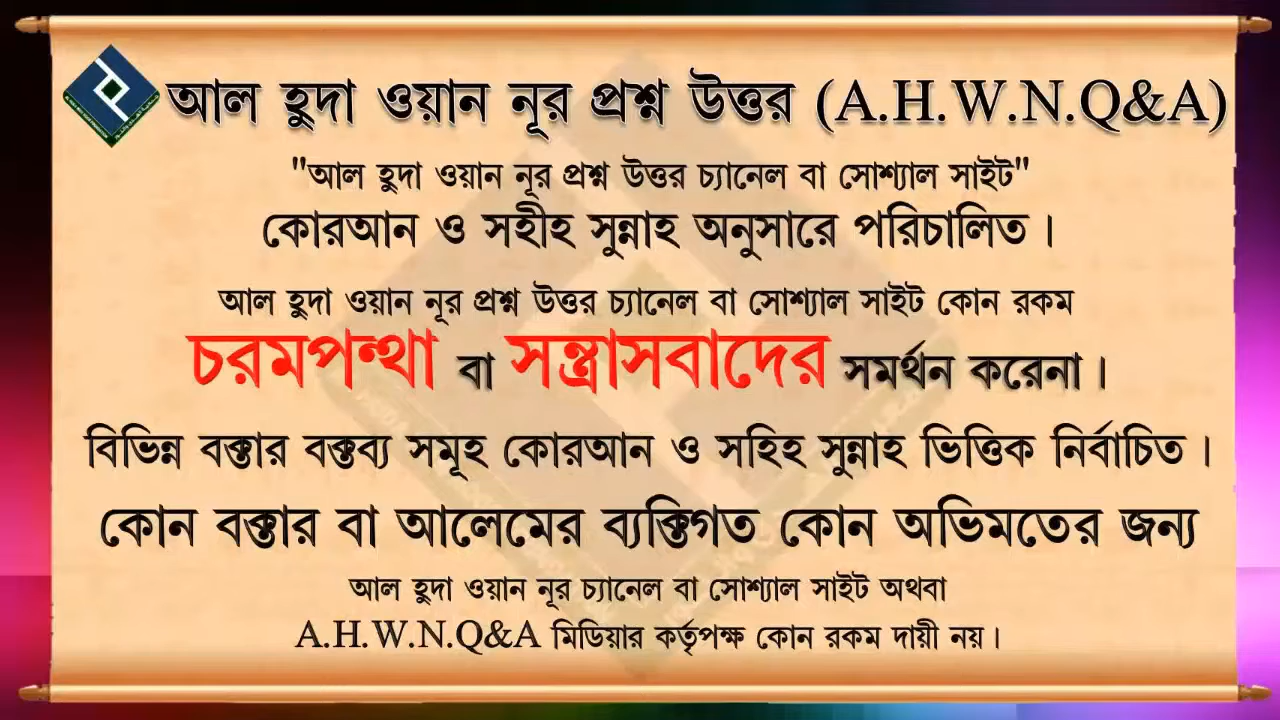 আল হুদা ওয়ান নূর প্রশ্ন উত্তর (A.H.W.N.Q&A)
"আল হুদা ওয়ান নূর প্রশ্ন উত্তর চ্যানেল বা সোশ্যাল সাইট"
কোরআন ও সহীহ সুন্নাহ অনুসারে পরিচালিত।
আল হুদা ওয়ান নূর প্রশ্ন উত্তর চ্যানেল বা সোশ্যাল সাইট কোন রকম
চরমপন্থা বা সন্ত্রাসবাদের সমর্থন করেনা।
বিভিন্ন বক্তার বক্তব্য সমূহ কোরআন ও সহিহ সুন্নাহ ভিত্তিক নির্বাচিত।
কোন বক্তার বা আলেমের ব্যক্তিগত কোন অভিমতের জন্য
আল হুদা ওয়ান নূর চ্যানেল বা সোশ্যাল সাইট অথবা
A.H.W.N.Q&A মিডিয়ার কর্তৃপক্ষ কোন রকম দায়ী নয়।